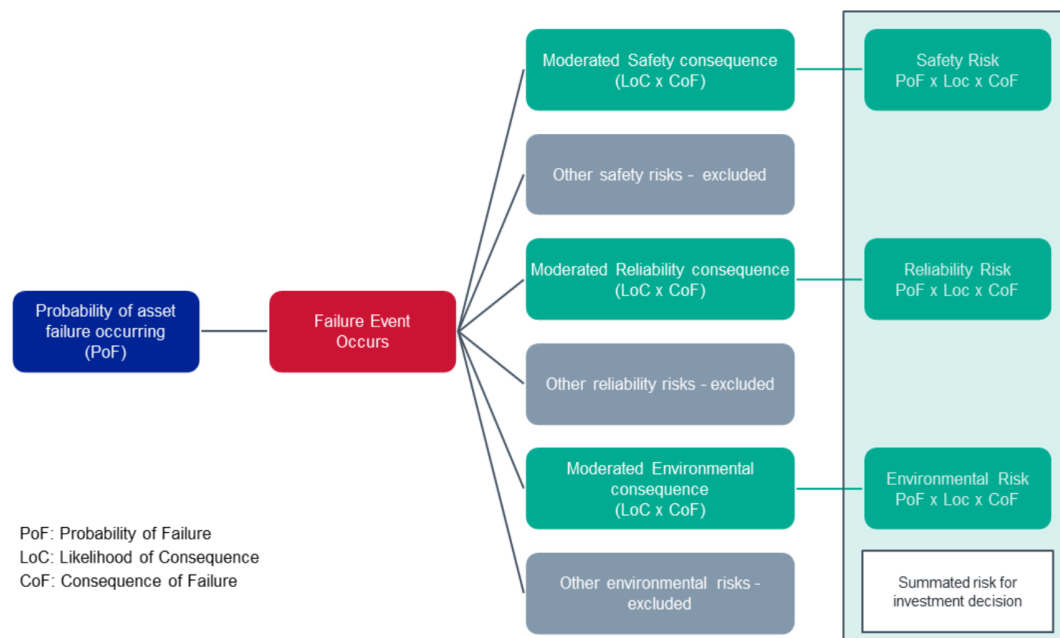 Probability of asset
failure occurring
(PoF)
Failure Event
Occurs
Moderated Safety consequence
(LoC x CoF)
Other safety risks - excluded
Moderated Reliability consequence
(LoC x CoF)
Other reliability risks - excluded
Moderated Environmental
consequence
(LoC x CoF)
Other environmental risks -
excluded
Safety Risk
PoF x Loc x CoF
Reliability Risk
PoF x Loc x CoF
Environmental Risk
PoF x Loc x CoF
Summated risk for
investment decision
PoF: Probability of Failure
LoC: Likelihood of Consequence
CoF: Consequence of Failure